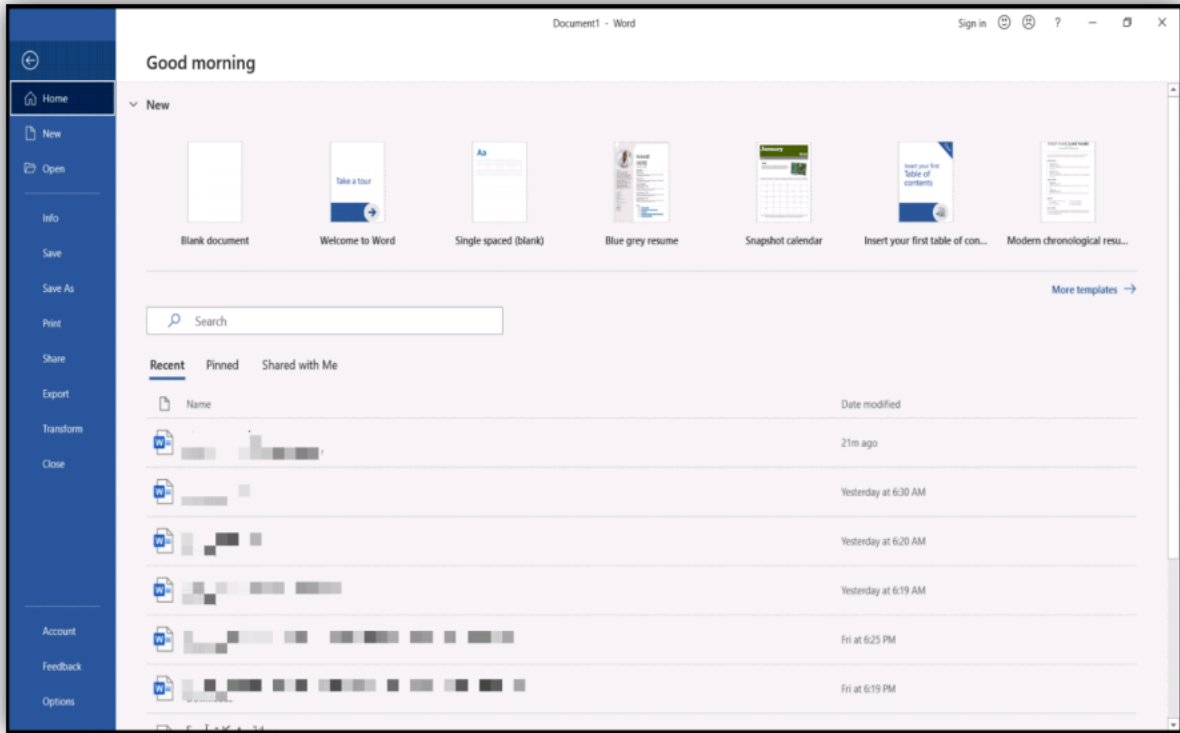 Document1 - Word
Sign in
?
Good morning
Home
New
Open
Info
Save
Save As
Print
Share
Export
Transform
Close
Account
Feedback
Options
New
Take a tour
Aa
January
Insert your first
Table of
contents
Blank document
Welcome to Word
Single spaced (blank)
Blue grey resume
Snapshot calendar
Insert your first table of con...
Modern chronological resu...
More templates
Search
Recent Pinned Shared with Me
Name Date modified
21m ago
Yesterday at 6:30 AM
Yesterday at 6:20 AM
Yesterday at 6:19 AM
Fri at 6:25 PM
Fri at 6:19 PM